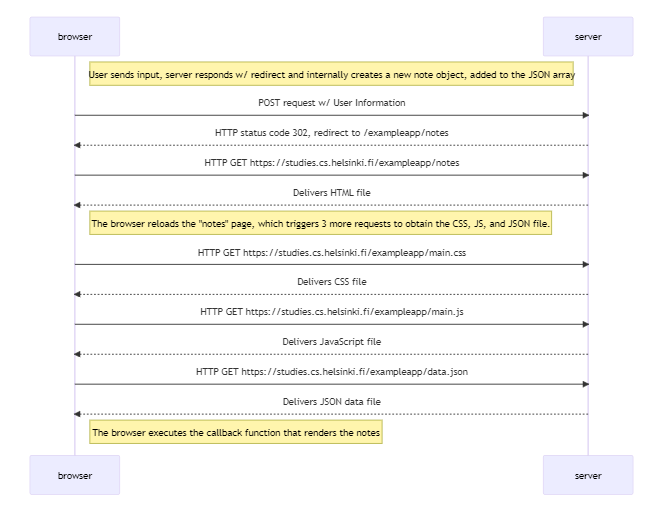 browser
server
User sends input, server responds w/ redirect and internally creates a new note object, added to the JSON array
POST request w/ User Information
HTTP status code 302, redirect to /exampleapp/notes
HTTP GET https://studies.cs.helsinki.fi/exampleapp/notes
Delivers HTML file
The browser reloads the "notes" page, which triggers 3 more requests to obtain the CSS, JS, and JSON file.
HTTP GET https://studies.cs.helsinki.fi/exampleapp/main.css
Delivers CSS file
HTTP GET https://studies.cs.helsinki.fi/exampleapp/main.js
Delivers JavaScript file
HTTP GET https://studies.cs.helsinki.fi/exampleapp/data.json
Delivers JSON data file
The browser executes the callback function that renders the notes
browser
server